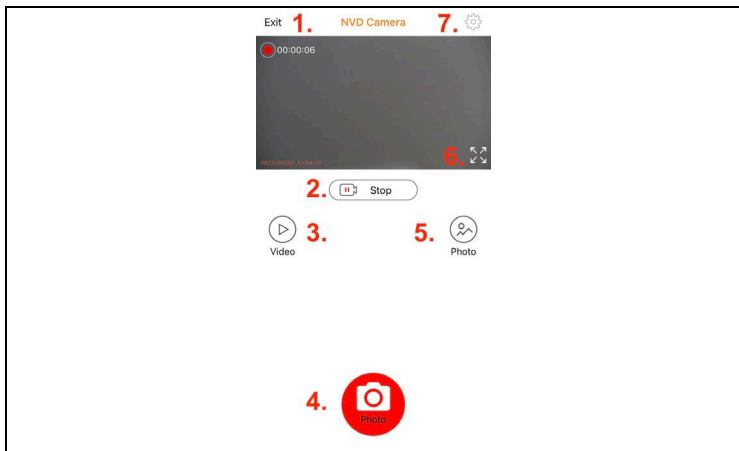 Exit 1. NVD Camera 7.
00:00:06
6.
2. Stop
3. 5.
Video Photo
4.
Photo